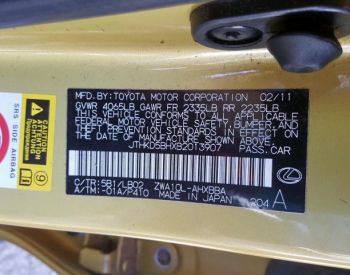 MFD. BY: TOYOTA MOTOR CORPORATION 02/11
GVWR 4065LB GAWR FR 2335LB RR 2235LB
THIS VEHICLE CONFORMS TO ALL APPLICABLE
FEDERAL MOTOR VEHICLE SAFETY, BUMPER, AND
THEFT PREVENTION STANDARDS IN EFFECT ON
THE DATE OF MANUFACTURE SHOWN ABOVE.
JTHKD5BHXB2013907 PASS.CAR
C/TR: 5B1/LB02 ZWA10L-AHXBBA
A/TM: 01A/P410 MADE IN JAPAN 204 A
SRS SIDE
AIRBAG